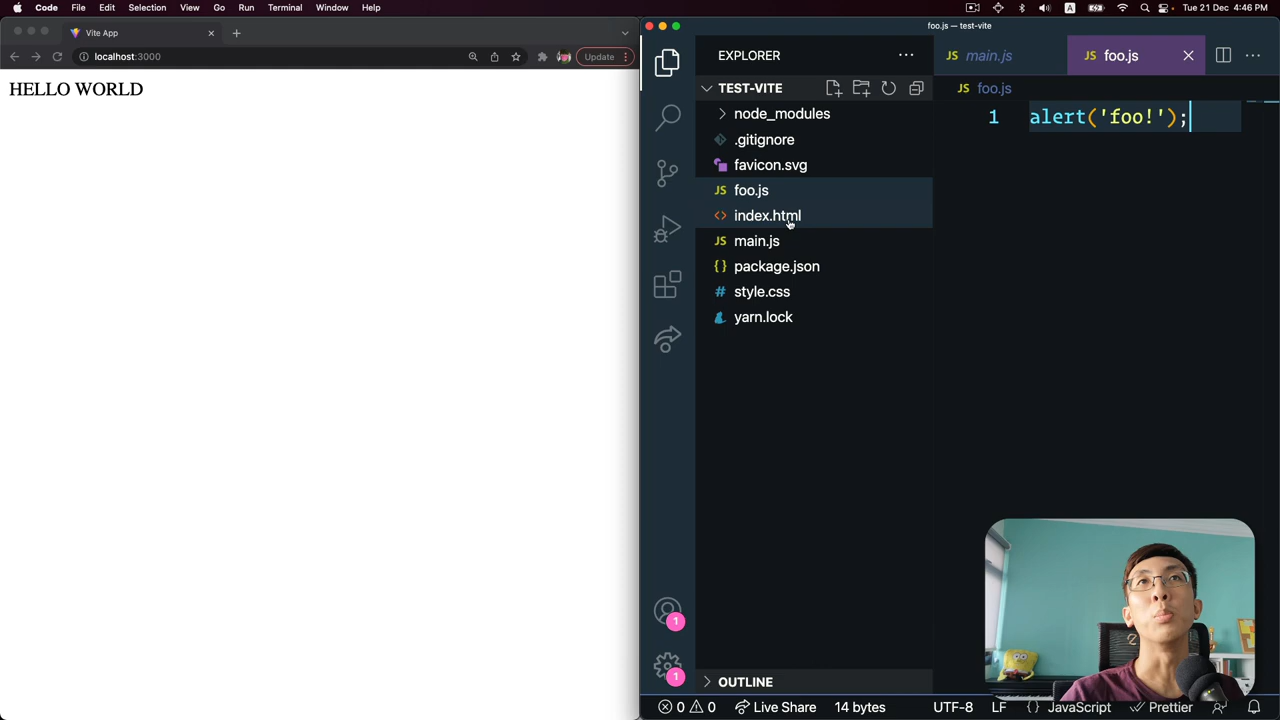 Code File Edit Selection View Go Run Terminal Window Help
A Tue 21 Dec 4:46 PM
Vite App
localhost:3000
Update
HELLO WORLD
foo.js — test-vite
EXPLORER
TEST-VITE
node_modules
.gitignore
favicon.svg
JS foo.js
<> index.html
JS main.js
{ } package.json
# style.css
yarn.lock
OUTLINE
JS main.js
JS foo.js
JS foo.js
1 alert('foo!');
1
1
0 0 Live Share 14 bytes UTF-8 LF { } JavaScript Prettier